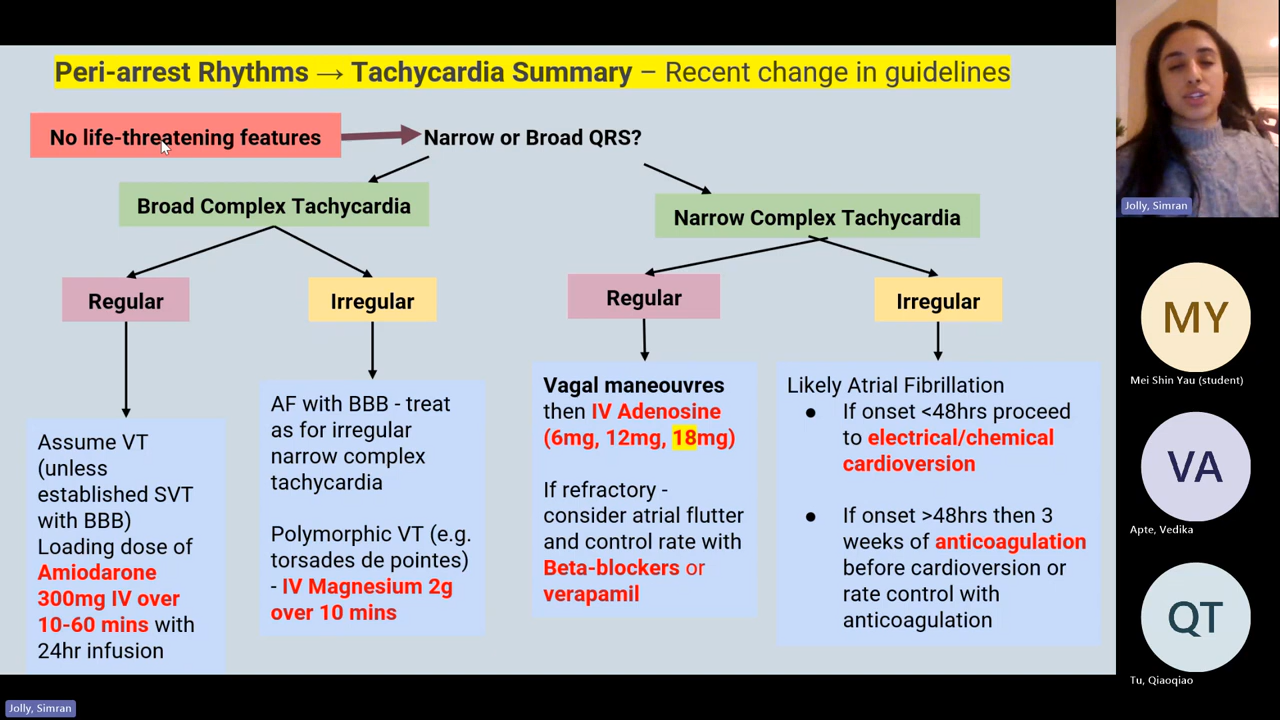 Peri-arrest Rhythms → Tachycardia Summary – Recent change in guidelines
No life-threatening features
Narrow or Broad QRS?
Broad Complex Tachycardia
Narrow Complex Tachycardia
Regular
Irregular
Regular
Irregular
Assume VT
(unless
established SVT
with BBB)
Loading dose of
Amiodarone
300mg IV over
10-60 mins with
24hr infusion
AF with BBB - treat
as for irregular
narrow complex
tachycardia
Polymorphic VT (e.g.
torsades de pointes)
- IV Magnesium 2g
over 10 mins
Vagal maneouvres
then IV Adenosine
(6mg, 12mg, 18mg)
If refractory -
consider atrial flutter
and control rate with
Beta-blockers or
verapamil
Likely Atrial Fibrillation
● If onset <48hrs proceed
to electrical/chemical
cardioversion
● If onset >48hrs then 3
weeks of anticoagulation
before cardioversion or
rate control with
anticoagulation
Jolly, Simran
MY
Mei Shin Yau (student)
VA
Apte, Vedika
QT
Tu, Qiaoqiao
Jolly, Simran